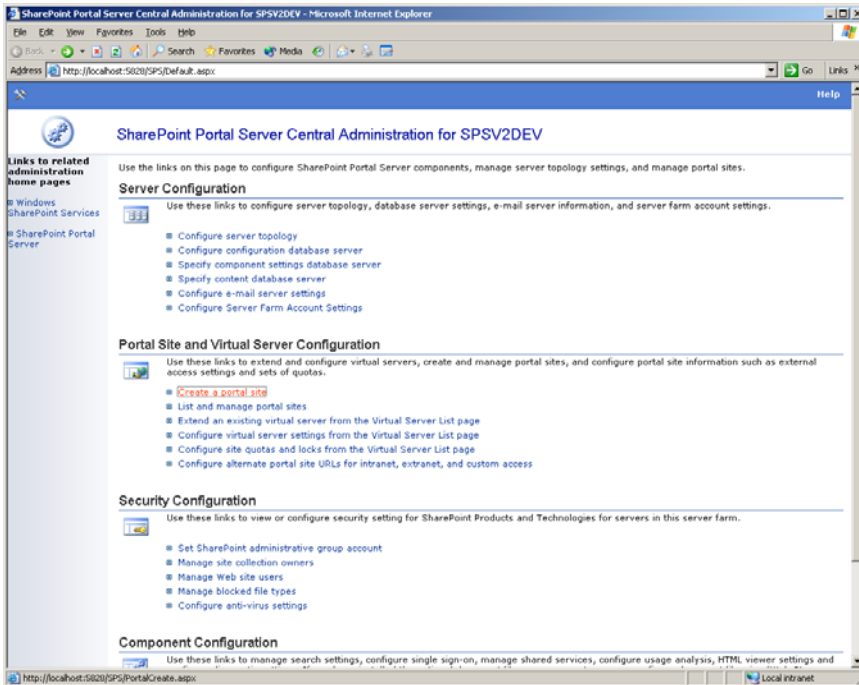 SharePoint Portal Server Central Administration for SPSV2DEV - Microsoft Internet Explorer
File Edit View Favorites Tools Help
Back Search Favorites Media
Address http://localhost:5820/SPS/Default.aspx Go Links »
Help
SharePoint Portal Server Central Administration for SPSV2DEV
Links to related
administration
home pages
Windows
SharePoint Services
SharePoint Portal
Server
Use the links on this page to configure SharePoint Portal Server components, manage server topology settings, and manage portal sites.
Server Configuration
Use these links to configure server topology, database server settings, e-mail server information, and server farm account settings.
Configure server topology
Configure configuration database server
Specify component settings database server
Specify content database server
Configure e-mail server settings
Configure Server Farm Account Settings
Portal Site and Virtual Server Configuration
Use these links to extend and configure virtual servers, create and manage portal sites, and configure portal site information such as external
access settings and sets of quotas.
Create a portal site
List and manage portal sites
Extend an existing virtual server from the Virtual Server List page
Configure virtual server settings from the Virtual Server List page
Configure site quotas and locks from the Virtual Server List page
Configure alternate portal site URLs for intranet, extranet, and custom access
Security Configuration
Use these links to view or configure security setting for SharePoint Products and Technologies for servers in this server farm.
Set SharePoint administrative group account
Manage site collection owners
Manage Web site users
Manage blocked file types
Configure anti-virus settings
Component Configuration
Use these links to manage search settings, configure single sign-on, manage shared services, configure usage analysis, HTML viewer settings and
http://localhost:5820/SPS/PortalCreate.aspx Local intranet